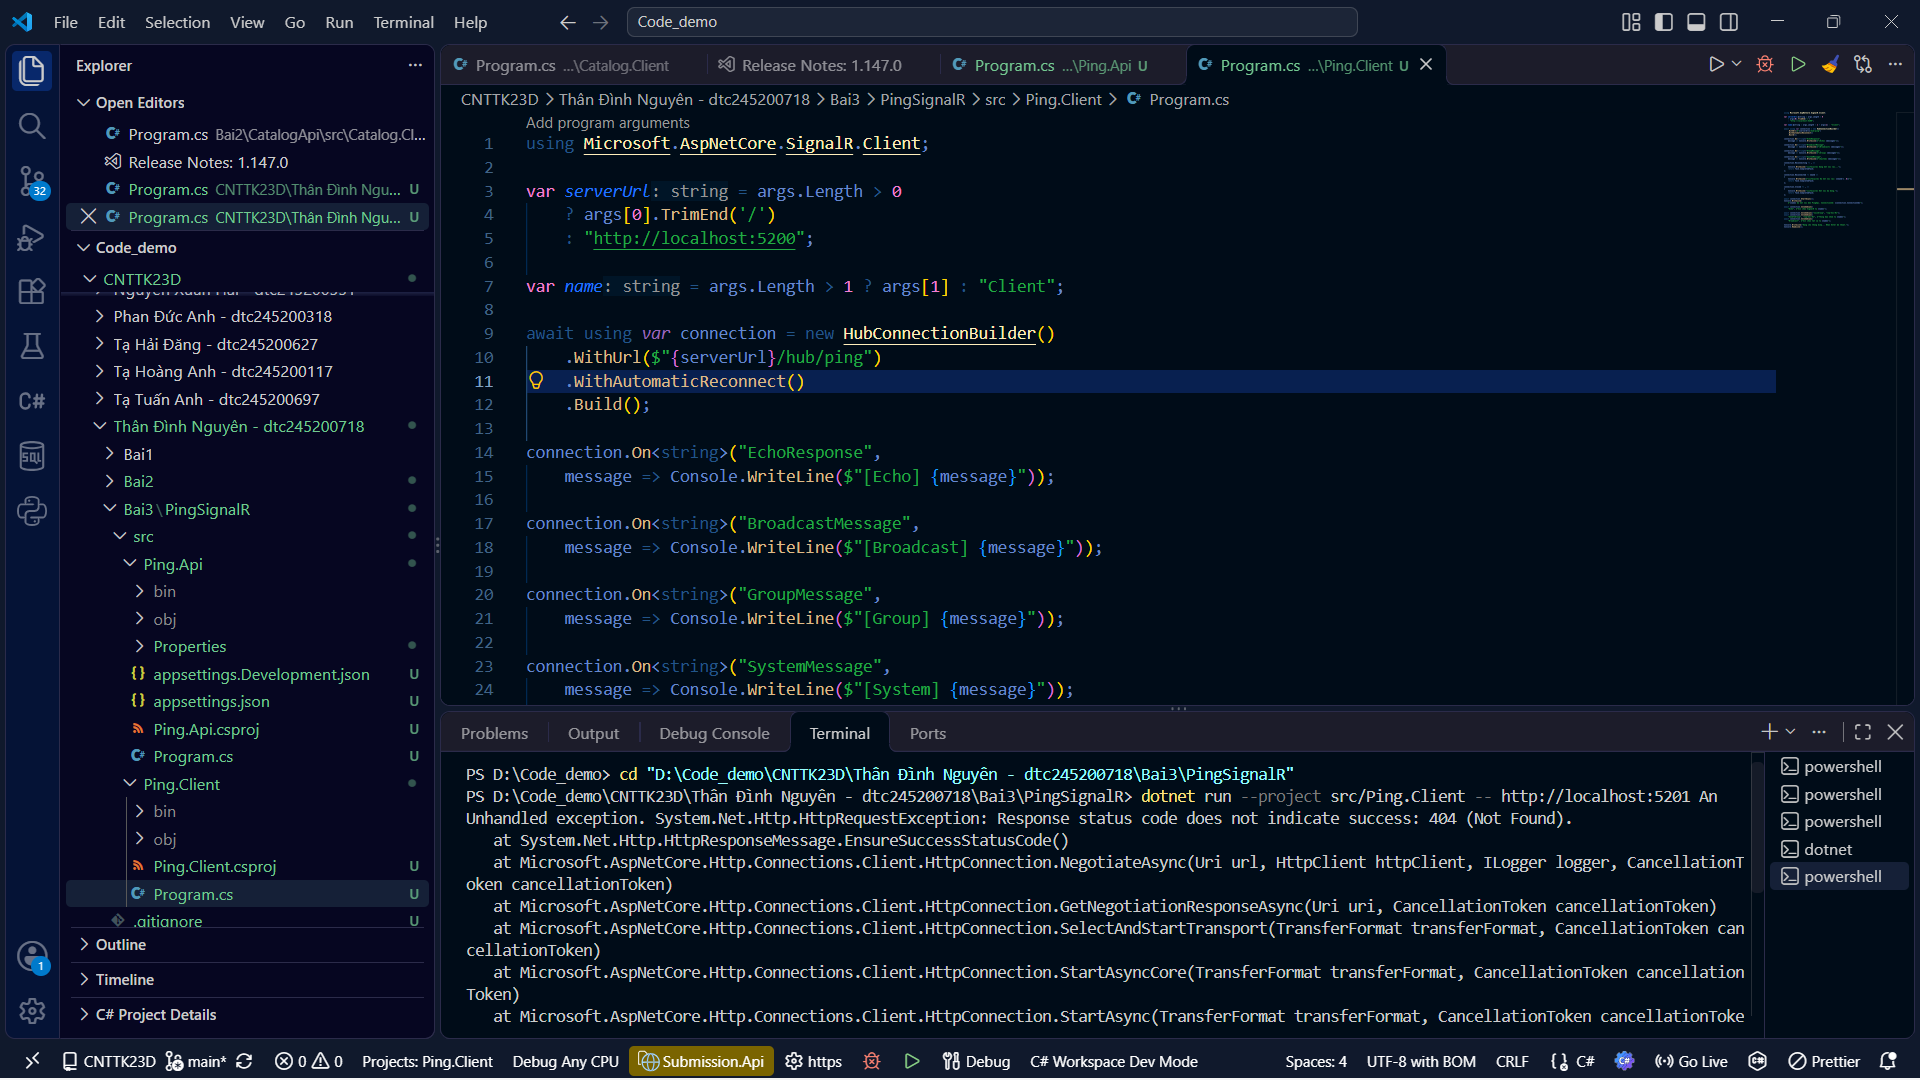 File Edit Selection View Go Run Terminal Help
Code_demo
Explorer
Open Editors
Program.cs Bai2\CatalogApi\src\Catalog.Cl...
Release Notes: 1.147.0
Program.cs CNTTK23D\Thân Đình Ngu... U
Program.cs CNTTK23D\Thân Đình Ngu... U
Code_demo
CNTTK23D
Phan Đức Anh - dtc245200318
Tạ Hải Đăng - dtc245200627
Tạ Hoàng Anh - dtc245200117
Tạ Tuấn Anh - dtc245200697
Thân Đình Nguyên - dtc245200718
Bai1
Bai2
Bai3\PingSignalR
src
Ping.Api
bin
obj
Properties
appsettings.Development.json U
appsettings.json U
Ping.Api.csproj U
Program.cs U
Ping.Client
bin
obj
Ping.Client.csproj U
Program.cs U
.gitignore U
Outline
Timeline
C# Project Details
32
1
C#
SQL
Program.cs ...\Catalog.Client
Release Notes: 1.147.0
Program.cs ...\Ping.Api U
Program.cs ...\Ping.Client U
CNTTK23D > Thân Đình Nguyên - dtc245200718 > Bai3 > PingSignalR > src > Ping.Client > Program.cs
Add program arguments
1 using Microsoft.AspNetCore.SignalR.Client;
2
3 var serverUrl: string = args.Length > 0
4 ? args[0].TrimEnd('/')
5 : "http://localhost:5200";
6
7 var name: string = args.Length > 1 ? args[1] : "Client";
8
9 await using var connection = new HubConnectionBuilder()
10 .WithUrl($"{serverUrl}/hub/ping")
11 .WithAutomaticReconnect()
12 .Build();
13
14 connection.On<string>("EchoResponse",
15 message => Console.WriteLine($"[Echo] {message}"));
16
17 connection.On<string>("BroadcastMessage",
18 message => Console.WriteLine($"[Broadcast] {message}"));
19
20 connection.On<string>("GroupMessage",
21 message => Console.WriteLine($"[Group] {message}"));
22
23 connection.On<string>("SystemMessage",
24 message => Console.WriteLine($"[System] {message}"));
Problems Output Debug Console Terminal Ports
PS D:\Code_demo> cd "D:\Code_demo\CNTTK23D\Thân Đình Nguyên - dtc245200718\Bai3\PingSignalR"
PS D:\Code_demo\CNTTK23D\Thân Đình Nguyên - dtc245200718\Bai3\PingSignalR> dotnet run --project src/Ping.Client -- http://localhost:5201 An
Unhandled exception. System.Net.Http.HttpRequestException: Response status code does not indicate success: 404 (Not Found).
at System.Net.Http.HttpResponseMessage.EnsureSuccessStatusCode()
at Microsoft.AspNetCore.Http.Connections.Client.HttpConnection.NegotiateAsync(Uri url, HttpClient httpClient, ILogger logger, CancellationT
oken cancellationToken)
at Microsoft.AspNetCore.Http.Connections.Client.HttpConnection.GetNegotiationResponseAsync(Uri uri, CancellationToken cancellationToken)
at Microsoft.AspNetCore.Http.Connections.Client.HttpConnection.SelectAndStartTransport(TransferFormat transferFormat, CancellationToken can
cellationToken)
at Microsoft.AspNetCore.Http.Connections.Client.HttpConnection.StartAsyncCore(TransferFormat transferFormat, CancellationToken cancellation
Token)
at Microsoft.AspNetCore.Http.Connections.Client.HttpConnection.StartAsync(TransferFormat transferFormat, CancellationToken cancellationToke
powershell
powershell
powershell
dotnet
powershell
CNTTK23D main* 0 0 Projects: Ping.Client Debug Any CPU Submission.Api https Debug C# Workspace Dev Mode Spaces: 4 UTF-8 with BOM CRLF {} C# Go Live Prettier